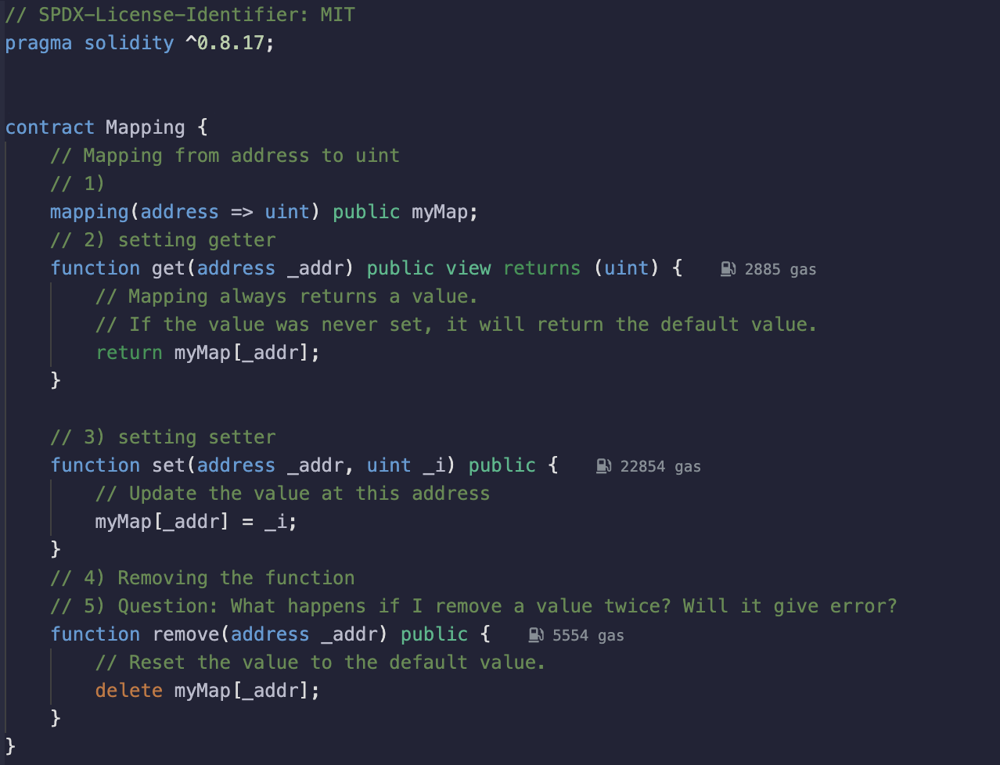 // SPDX-License-Identifier: MIT
pragma solidity ^0.8.17;
contract Mapping {
    // Mapping from address to uint
    // 1)
    mapping(address => uint) public myMap;
    // 2) setting getter
    function get(address _addr) public view returns (uint) { 2885 gas
        // Mapping always returns a value.
        // If the value was never set, it will return the default value.
        return myMap[_addr];
    }
    // 3) setting setter
    function set(address _addr, uint _i) public { 22854 gas
        // Update the value at this address
        myMap[_addr] = _i;
    }
    // 4) Removing the function
    // 5) Question: What happens if I remove a value twice? Will it give error?
    function remove(address _addr) public { 5554 gas
        // Reset the value to the default value.
        delete myMap[_addr];
    }
}